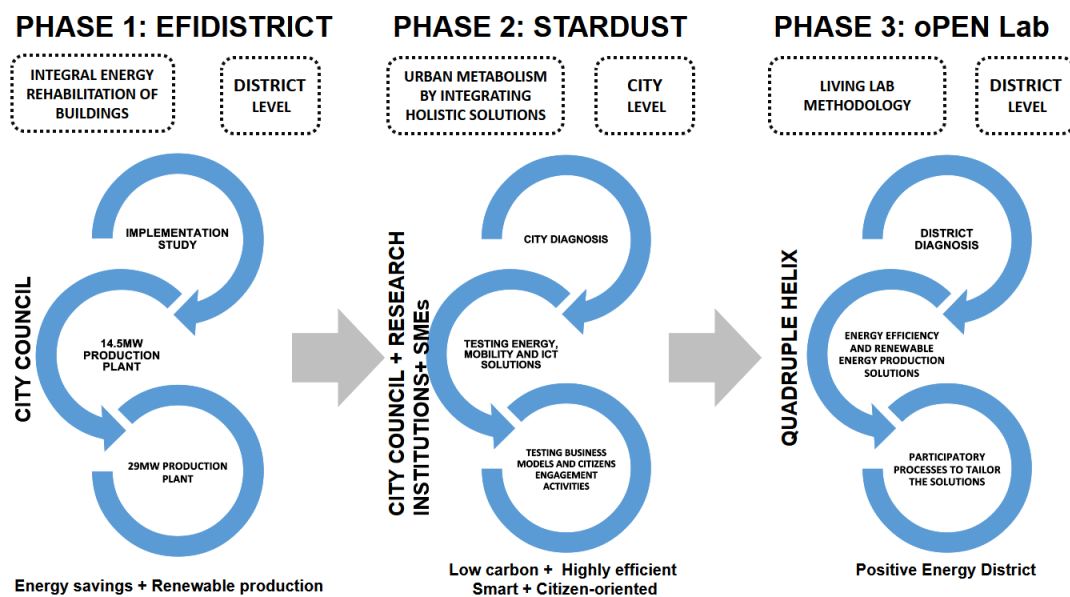 PHASE 1: EFIDISTRICT
INTEGRAL ENERGY
REHABILITATION OF
BUILDINGS
DISTRICT
LEVEL
CITY COUNCIL
IMPLEMENTATION
STUDY
14.5MW
PRODUCTION
PLANT
29MW PRODUCTION
PLANT
Energy savings + Renewable production
PHASE 2: STARDUST
URBAN METABOLISM
BY INTEGRATING
HOLISTIC SOLUTIONS
CITY
LEVEL
CITY COUNCIL + RESEARCH
INSTITUTIONS+ SMEs
CITY DIAGNOSIS
TESTING ENERGY,
MOBILITY AND ICT
SOLUTIONS
TESTING BUSINESS
MODELS AND CITIZENS
ENGAGEMENT
ACTIVITIES
Low carbon + Highly efficient
Smart + Citizen-oriented
PHASE 3: oPEN Lab
LIVING LAB
METHODOLOGY
DISTRICT
LEVEL
QUADRUPLE HELIX
DISTRICT
DIAGNOSIS
ENERGY EFFICIENCY
AND RENEWABLE
ENERGY PRODUCTION
SOLUTIONS
PARTICIPATORY
PROCESSES TO TAILOR
THE SOLUTIONS
Positive Energy District